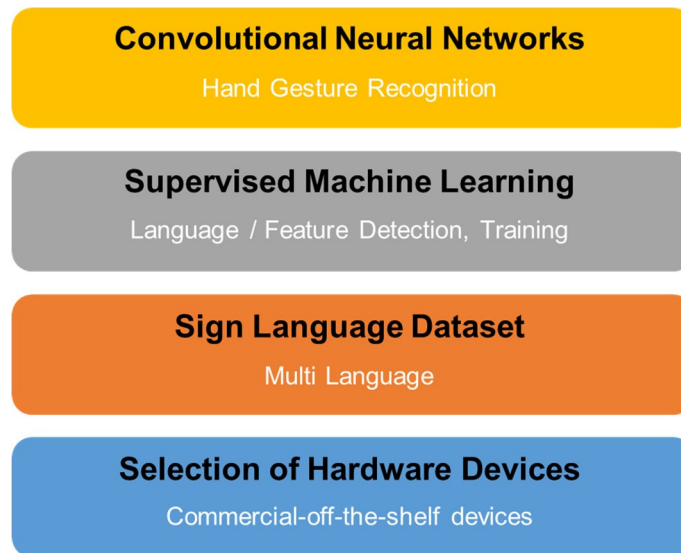 Convolutional Neural Networks
Hand Gesture Recognition
Supervised Machine Learning
Language / Feature Detection, Training
Sign Language Dataset
Multi Language
Selection of Hardware Devices
Commercial-off-the-shelf devices